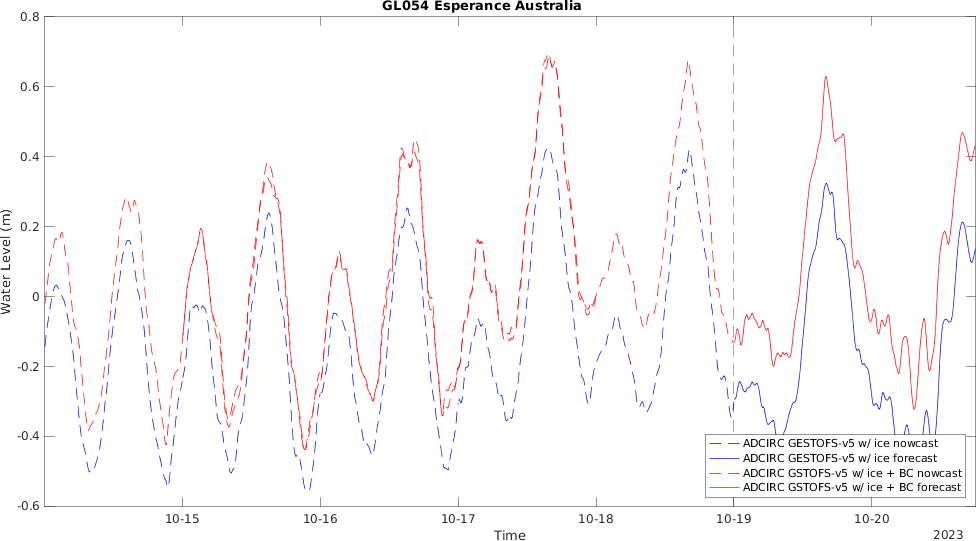 GL054 Esperance Australia
0.8
0.6
0.4
0.2
0
-0.2
-0.4
-0.6
Water Level (m)
10-15
10-16
10-17
10-18
10-19
10-20
Time
2023
ADCIRC GESTOFS-v5 w/ ice nowcast
ADCIRC GESTOFS-v5 w/ ice forecast
ADCIRC GSTOFS-v5 w/ ice + BC nowcast
ADCIRC GSTOFS-v5 w/ ice + BC forecast